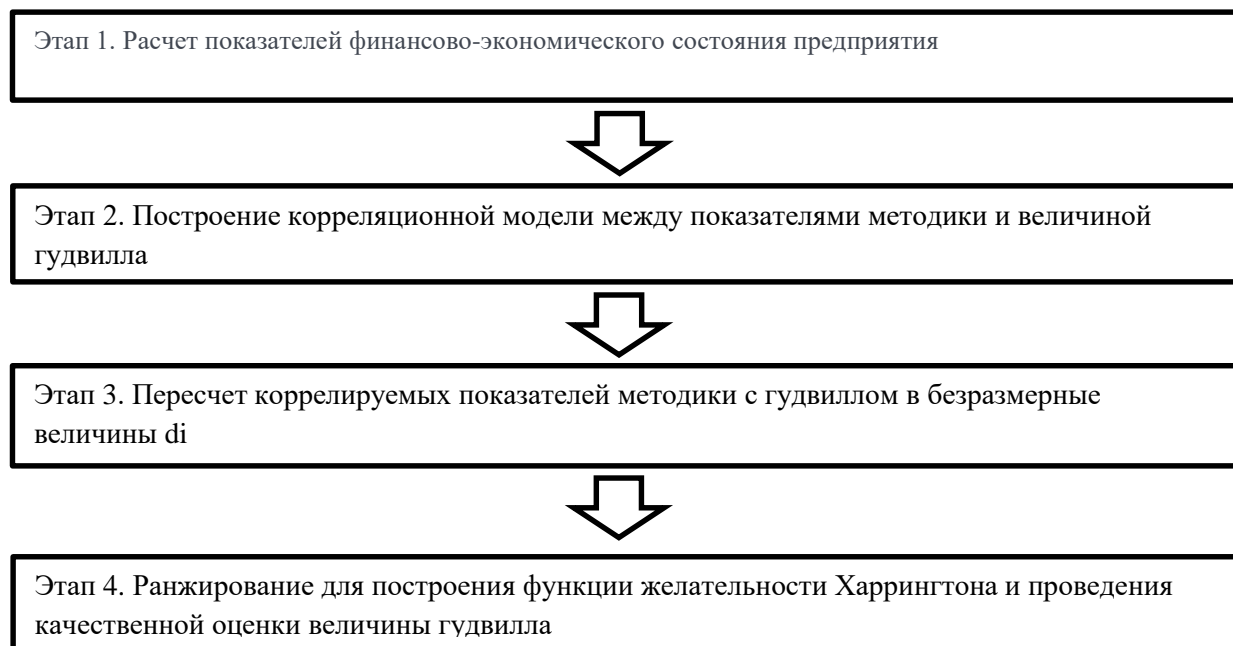 Этап 1. Расчет показателей финансово-экономического состояния предприятия
Этап 2. Построение корреляционной модели между показателями методики и величиной
гудвилла
Этап 3. Пересчет коррелируемых показателей методики с гудвиллом в безразмерные
величины di
Этап 4. Ранжирование для построения функции желательности Харрингтона и проведения
качественной оценки величины гудвилла